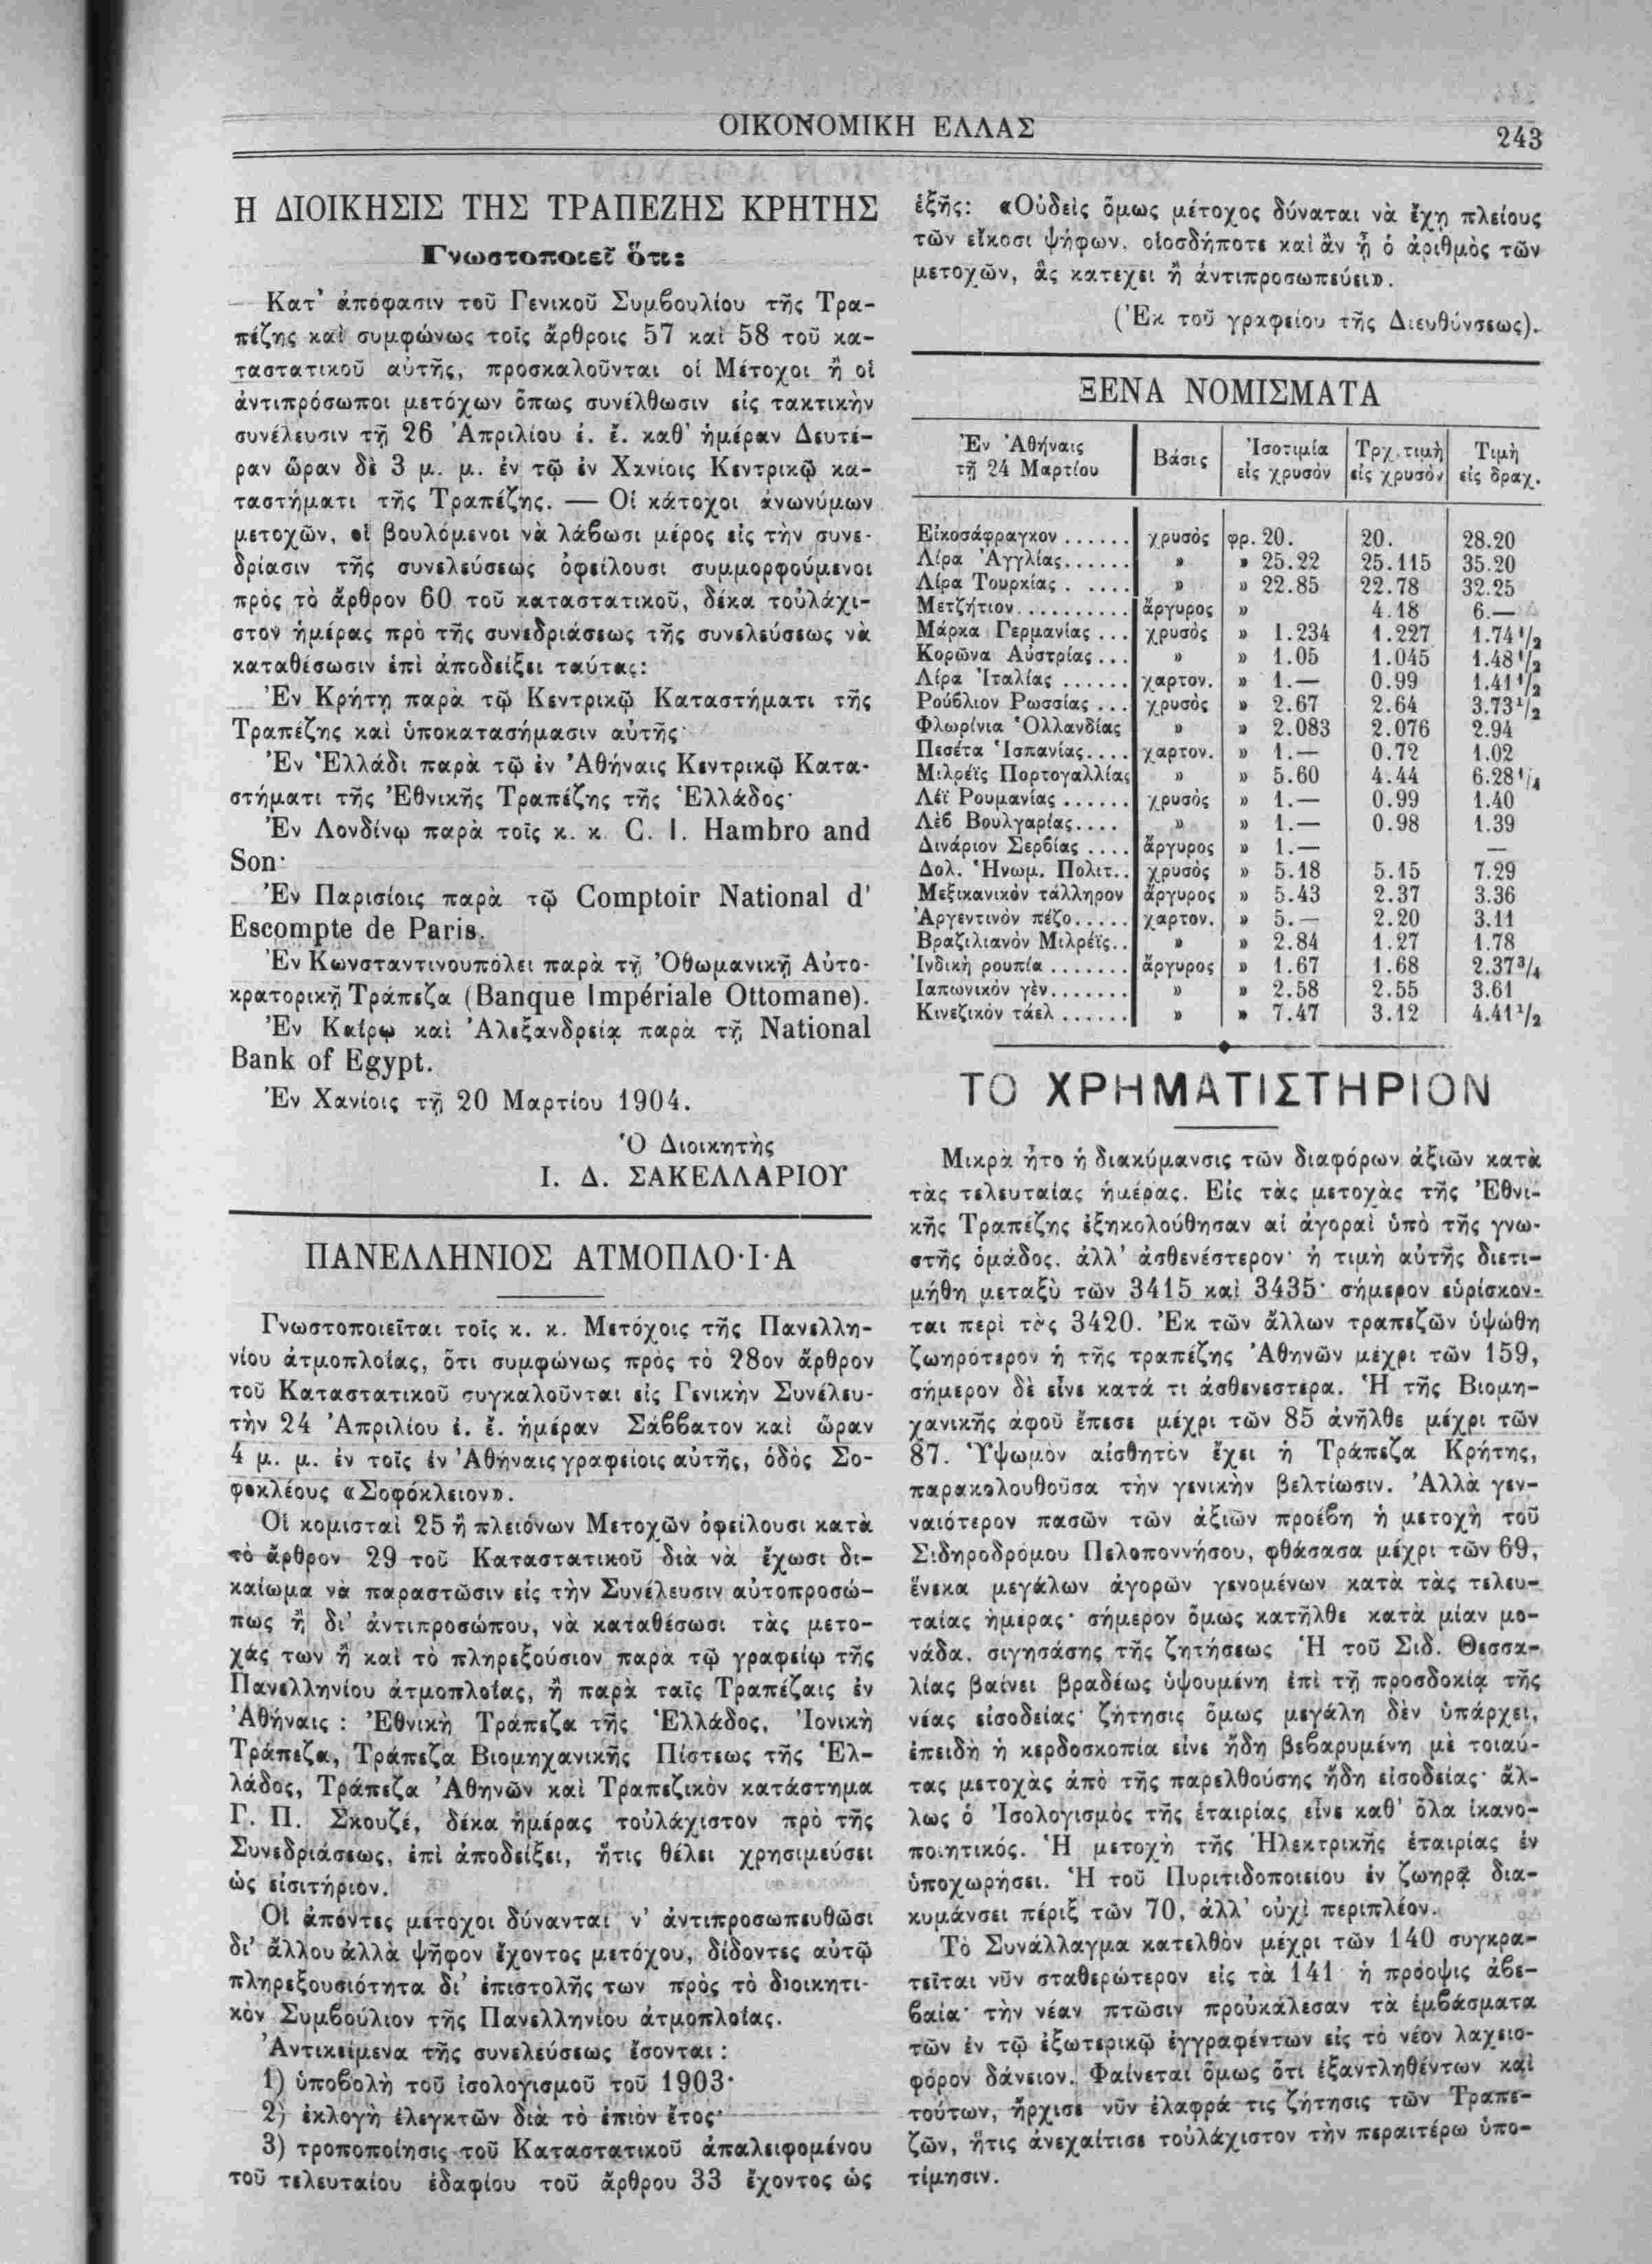 ΟΙΚΟΝΟΜΙΚΗ ΕΛΛΑΣ
243
Η ΔΙΟΙΚΗΣΙΣ ΤΗΣ ΤΡΑΠΕΖΗΣ ΚΡΗΤΗΣ
Γνωστοποιεῖ ὅτι:
Κατ' ἀπόφασιν τοῦ Γενικοῦ Συμβουλίου τῆς Τρα-
πέζης καὶ συμφώνως τοῖς ἄρθροις 57 καὶ 58 τοῦ κα-
ταστατικοῦ αὐτῆς, προσκαλοῦνται οἱ Μέτοχοι ἢ οἱ
ἀντιπρόσωποι μετόχων ὅπως συνέλθωσιν εἰς τακτικὴν
συνέλευσιν τῇ 26 Ἀπριλίου ἐ. ἔ. καθ' ἡμέραν Δευτέ-
ραν ὥραν δὲ 3 μ. μ. ἐν τῷ ἐν Χανίοις Κεντρικῷ κα-
ταστήματι τῆς Τραπέζης. — Οἱ κάτοχοι ἀνωνύμων
μετοχῶν, οἱ βουλόμενοι νὰ λάβωσι μέρος εἰς τὴν συνε-
δρίασιν τῆς συνελεύσεως ὀφείλουσι συμμορφούμενοι
πρὸς τὸ ἄρθρον 60 τοῦ καταστατικοῦ, δέκα τοὐλάχι-
στον ἡμέρας πρὸ τῆς συνεδριάσεως τῆς συνελεύσεως νὰ
καταθέσωσιν ἐπὶ ἀποδείξει ταύτας:
Ἐν Κρήτῃ παρὰ τῷ Κεντρικῷ Καταστήματι τῆς
Τραπέζης καὶ ὑποκατασήμασιν αὐτῆς·
Ἐν Ἑλλάδι παρὰ τῷ ἐν Ἀθήναις Κεντρικῷ Κατα-
στήματι τῆς Ἐθνικῆς Τραπέζης τῆς Ἑλλάδος·
Ἐν Λονδίνῳ παρὰ τοῖς κ. κ. C. I. Hambro and
Son·
Ἐν Παρισίοις παρὰ τῷ Comptoir National d'
Escompte de Paris.
Ἐν Κωνσταντινουπόλει παρὰ τῇ Ὀθωμανικῇ Αὐτο-
κρατορικῇ Τράπεζα (Banque Impériale Ottomane).
Ἐν Καΐρῳ καὶ Ἀλεξανδρείᾳ παρὰ τῇ National
Bank of Egypt.
Ἐν Χανίοις τῇ 20 Μαρτίου 1904.
Ὁ Διοικητὴς
Ι. Δ. ΣΑΚΕΛΛΑΡΙΟΥ
ΠΑΝΕΛΛΗΝΙΟΣ ΑΤΜΟΠΛΟ·Ι·Α
Γνωστοποιεῖται τοῖς κ. κ. Μετόχοις τῆς Πανελλη-
νίου ἀτμοπλοΐας, ὅτι συμφώνως πρὸς τὸ 28ον ἄρθρον
τοῦ Καταστατικοῦ συγκαλοῦνται εἰς Γενικὴν Συνέλευ-
τὴν 24 Ἀπριλίου ἐ. ἔ. ἡμέραν Σάββατον καὶ ὥραν
4 μ. μ. ἐν τοῖς ἐν Ἀθήναις γραφείοις αὐτῆς, ὁδὸς Σο-
φοκλέους «Σοφόκλειον».
Οἱ κομισταὶ 25 ἢ πλειόνων Μετοχῶν ὀφείλουσι κατὰ
τὸ ἄρθρον 29 τοῦ Καταστατικοῦ διὰ νὰ ἔχωσι δι-
καίωμα νὰ παραστῶσιν εἰς τὴν Συνέλευσιν αὐτοπροσώ-
πως ἢ δι' ἀντιπροσώπου, νὰ καταθέσωσι τὰς μετο-
χάς των ἢ καὶ τὸ πληρεξούσιον παρὰ τῷ γραφείῳ τῆς
Πανελληνίου ἀτμοπλοΐας, ἢ παρὰ ταῖς Τραπέζαις ἐν
Ἀθήναις : Ἐθνικὴ Τράπεζα τῆς Ἑλλάδος, Ἰονικὴ
Τράπεζα, Τράπεζα Βιομηχανικῆς Πίστεως τῆς Ἑλ-
λάδος, Τράπεζα Ἀθηνῶν καὶ Τραπεζικὸν κατάστημα
Γ. Π. Σκουζέ, δέκα ἡμέρας τοὐλάχιστον πρὸ τῆς
Συνεδριάσεως, ἐπὶ ἀποδείξει, ἥτις θέλει χρησιμεύσει
ὡς εἰσιτήριον.
Οἱ ἀπόντες μέτοχοι δύνανται ν' ἀντιπροσωπευθῶσι
δι' ἄλλου ἀλλὰ ψῆφον ἔχοντος μετόχου, δίδοντες αὐτῷ
πληρεξουσιότητα δι' ἐπιστολῆς των πρὸς τὸ διοικητι-
κὸν Συμβούλιον τῆς Πανελληνίου ἀτμοπλοΐας.
Ἀντικείμενα τῆς συνελεύσεως ἔσονται :
1) ὑποβολὴ τοῦ ἰσολογισμοῦ τοῦ 1903·
2) ἐκλογὴ ἐλεγκτῶν διὰ τὸ ἐπιὸν ἔτος·
3) τροποποίησις τοῦ Καταστατικοῦ ἀπαλειφομένου
τοῦ τελευταίου ἐδαφίου τοῦ ἄρθρου 33 ἔχοντος ὡς
ἑξῆς: «Οὐδεὶς ὅμως μέτοχος δύναται νὰ ἔχῃ πλείους
τῶν εἴκοσι ψήφων, οἱοσδήποτε καὶ ἂν ᾖ ὁ ἀριθμὸς τῶν
μετοχῶν, ἃς κατέχει ἢ ἀντιπροσωπεύει».
(Ἐκ τοῦ γραφείου τῆς Διευθύνσεως).
ΞΕΝΑ ΝΟΜΙΣΜΑΤΑ
Ἐν Ἀθήναις τῇ 24 Μαρτίου | Βάσις | Ἰσοτιμία εἰς χρυσὸν | Τρχ. τιμὴ εἰς χρυσὸν | Τιμὴ εἰς δραχ.
Εἰκοσάφραγκον...... χρυσὸς φρ. 20. 20. 28.20
Λίρα Ἀγγλίας...... » » 25.22 25.115 35.20
Λίρα Τουρκίας..... » » 22.85 22.78 32.25
Μετζήτιον.......... ἄργυρος » 4.18 6.—
Μάρκα Γερμανίας... χρυσὸς » 1.234 1.227 1.74 1/2
Κορῶνα Αὐστρίας... » » 1.05 1.045 1.48 1/2
Λίρα Ἰταλίας...... χαρτον. » 1.— 0.99 1.41 1/2
Ρούβλιον Ρωσσίας... χρυσὸς » 2.67 2.64 3.73 1/2
Φλωρίνια Ὁλλανδίας » » 2.083 2.076 2.94
Πεσέτα Ἱσπανίας.... χαρτον. » 1.— 0.72 1.02
Μιλρέϊς Πορτογαλλίας » » 5.60 4.44 6.28 1/4
Λέϊ Ρουμανίας...... χρυσὸς » 1.— 0.99 1.40
Λὲβ Βουλγαρίας.... » » 1.— 0.98 1.39
Δινάριον Σερβίας.... ἄργυρος » 1.— —
Δολ. Ἡνωμ. Πολιτ.. χρυσὸς » 5.18 5.15 7.29
Μεξικανικὸν τάλληρον ἄργυρος » 5.43 2.37 3.36
Ἀργεντινὸν πέζο..... χαρτον. » 5.— 2.20 3.11
Βραζιλιανὸν Μιλρέϊς.. » » 2.84 1.27 1.78
Ἰνδικὴ ρουπία....... ἄργυρος » 1.67 1.68 2.37 3/4
Ιαπωνικὸν γὲν....... » » 2.58 2.55 3.61
Κινεζικὸν τάελ...... » » 7.47 3.12 4.41 1/2
ΤΟ ΧΡΗΜΑΤΙΣΤΗΡΙΟΝ
Μικρὰ ἦτο ἡ διακύμανσις τῶν διαφόρων ἀξιῶν κατὰ
τὰς τελευταίας ἡμέρας. Εἰς τὰς μετοχὰς τῆς Ἐθνι-
κῆς Τραπέζης ἐξηκολούθησαν αἱ ἀγοραὶ ὑπὸ τῆς γνω-
στῆς ὁμάδος, ἀλλ' ἀσθενέστερον· ἡ τιμὴ αὐτῆς διετι-
μήθη μεταξὺ τῶν 3415 καὶ 3435· σήμερον εὑρίσκον-
ται περὶ τὰς 3420. Ἐκ τῶν ἄλλων τραπεζῶν ὑψώθη
ζωηρότερον ἡ τῆς τραπέζης Ἀθηνῶν μέχρι τῶν 159,
σήμερον δὲ εἶνε κατά τι ἀσθενεστέρα. Ἡ τῆς Βιομη-
χανικῆς ἀφοῦ ἔπεσε μέχρι τῶν 85 ἀνῆλθε μέχρι τῶν
87. Ὕψωμὸν αἰσθητὸν ἔχει ἡ Τράπεζα Κρήτης,
παρακολουθοῦσα τὴν γενικὴν βελτίωσιν. Ἀλλὰ γεν-
ναιότερον πασῶν τῶν ἀξιῶν προέβη ἡ μετοχὴ τοῦ
Σιδηροδρόμου Πελοποννήσου, φθάσασα μέχρι τῶν 69,
ἕνεκα μεγάλων ἀγορῶν γενομένων κατὰ τὰς τελευ-
ταίας ἡμέρας· σήμερον ὅμως κατῆλθε κατὰ μίαν μο-
νάδα, σιγησάσης τῆς ζητήσεως Ἡ τοῦ Σιδ. Θεσσα-
λίας βαίνει βραδέως ὑψουμένη ἐπὶ τῇ προσδοκίᾳ τῆς
νέας εἰσοδείας· ζήτησις ὅμως μεγάλη δὲν ὑπάρχει,
ἐπειδὴ ἡ κερδοσκοπία εἶνε ἤδη βεβαρυμένη μὲ τοιαύ-
τας μετοχὰς ἀπὸ τῆς παρελθούσης ἤδη εἰσοδείας· ἄλ-
λως ὁ Ἰσολογισμὸς τῆς ἑταιρίας εἶνε καθ' ὅλα ἱκανο-
ποιητικός. Ἡ μετοχὴ τῆς Ἠλεκτρικῆς ἑταιρίας ἐν
ὑποχωρήσει. Ἡ τοῦ Πυριτιδοποιείου ἐν ζωηρᾷ δια-
κυμάνσει πέριξ τῶν 70, ἀλλ' οὐχὶ περιπλέον.
Τὸ Συνάλλαγμα κατελθὸν μέχρι τῶν 140 συγκρα-
τεῖται νῦν σταθερώτερον εἰς τὰ 141· ἡ πρόοψις ἀβε-
βαία· τὴν νέαν πτῶσιν προὐκάλεσαν τὰ ἐμβάσματα
τῶν ἐν τῷ ἐξωτερικῷ ἐγγραφέντων εἰς τὸ νέον λαχειο-
φόρον δάνειον. Φαίνεται ὅμως ὅτι ἐξαντληθέντων καὶ
τούτων, ἤρχισε νῦν ἐλαφρά τις ζήτησις τῶν Τραπε-
ζῶν, ἥτις ἀνεχαίτισε τοὐλάχιστον τὴν περαιτέρω ὑπο-
τίμησιν.